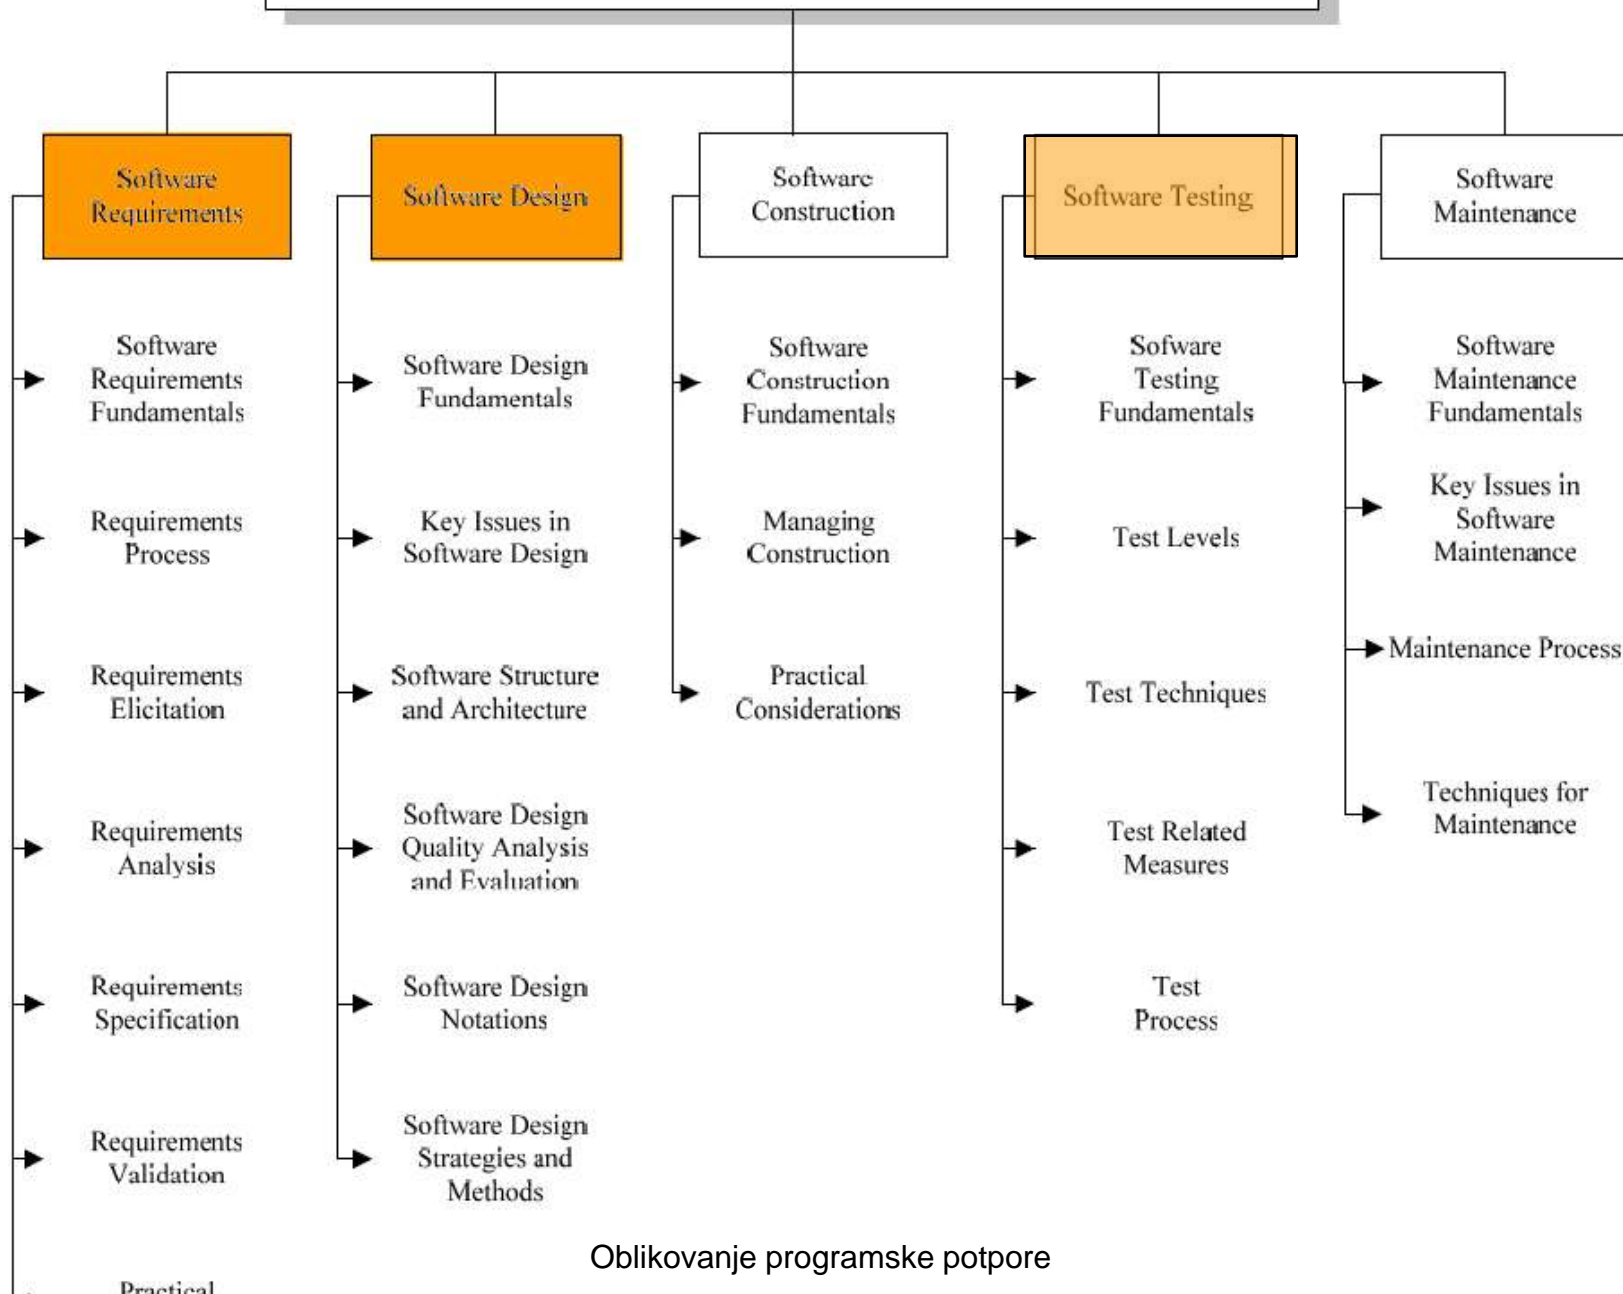 Software
Requirements
Software
Requirements
Fundamentals
Requirements
Process
Requirements
Elicitation
Requirements
Analysis
Requirements
Specification
Requirements
Validation
Practical
Software Design
Software Design
Fundamentals
Key Issues in
Software Design
Software Structure
and Architecture
Software Design
Quality Analysis
and Evaluation
Software Design
Notations
Software Design
Strategies and
Methods
Software
Construction
Software
Construction
Fundamentals
Managing
Construction
Practical
Considerations
Software Testing
Sofware
Testing
Fundamentals
Test Levels
Test Techniques
Test Related
Measures
Test
Process
Software
Maintenance
Software
Maintenance
Fundamentals
Key Issues in
Software
Maintenance
Maintenance Process
Techniques for
Maintenance
Oblikovanje programske potpore